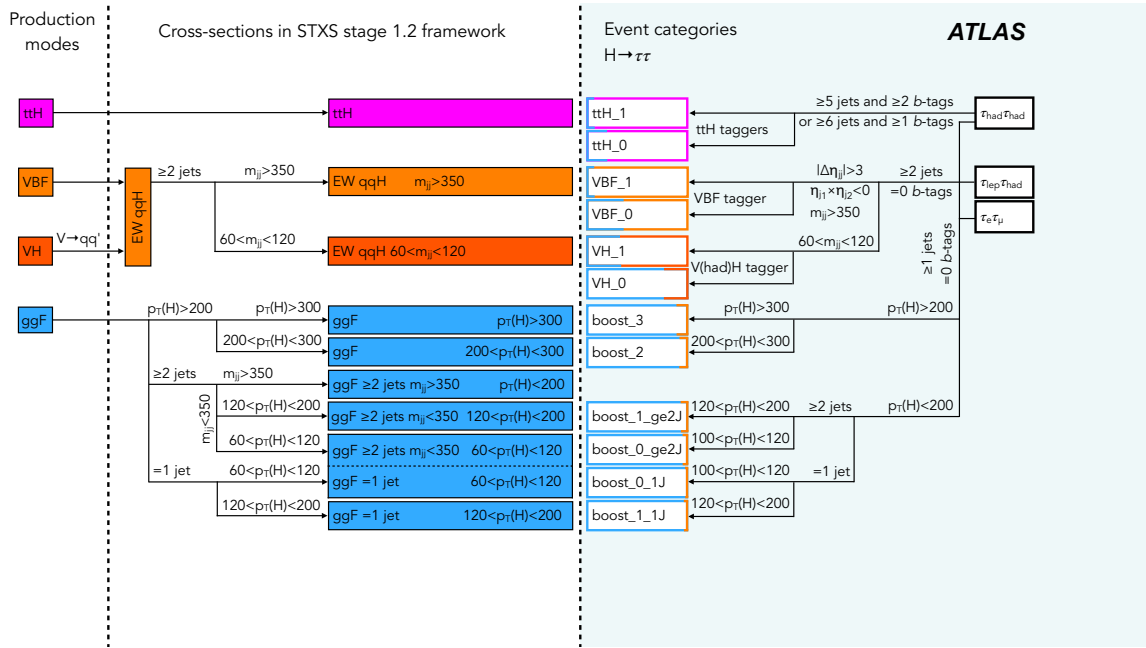 Production modes
Cross-sections in STXS stage 1.2 framework
Event categories
H→ττ
ATLAS
ttH
ttH
ttH_1
ttH_0
ttH taggers
≥5 jets and ≥2 b-tags
or ≥6 jets and ≥1 b-tags
τhadτhad
VBF
VH
V→qq'
EW qqH
≥2 jets
mjj>350
60<mjj<120
EW qqH mjj>350
EW qqH 60<mjj<120
VBF_1
VBF_0
VBF tagger
|Δηjj|>3
ηj1×ηj2<0
mjj>350
≥2 jets
=0 b-tags
τlepτhad
τeτμ
60<mjj<120
VH_1
VH_0
V(had)H tagger
≥1 jets
=0 b-tags
ggF
pT(H)>200
pT(H)>300
200<pT(H)<300
ggF pT(H)>300
ggF 200<pT(H)<300
≥2 jets
mjj>350
mjj<350
120<pT(H)<200
60<pT(H)<120
ggF ≥2 jets mjj>350 pT(H)<200
ggF ≥2 jets mjj<350 120<pT(H)<200
ggF ≥2 jets mjj<350 60<pT(H)<120
=1 jet
60<pT(H)<120
120<pT(H)<200
ggF =1 jet 60<pT(H)<120
ggF =1 jet 120<pT(H)<200
boost_3
boost_2
pT(H)>300
200<pT(H)<300
pT(H)>200
boost_1_ge2J
boost_0_ge2J
120<pT(H)<200
100<pT(H)<120
≥2 jets
pT(H)<200
boost_0_1J
boost_1_1J
100<pT(H)<120
120<pT(H)<200
=1 jet